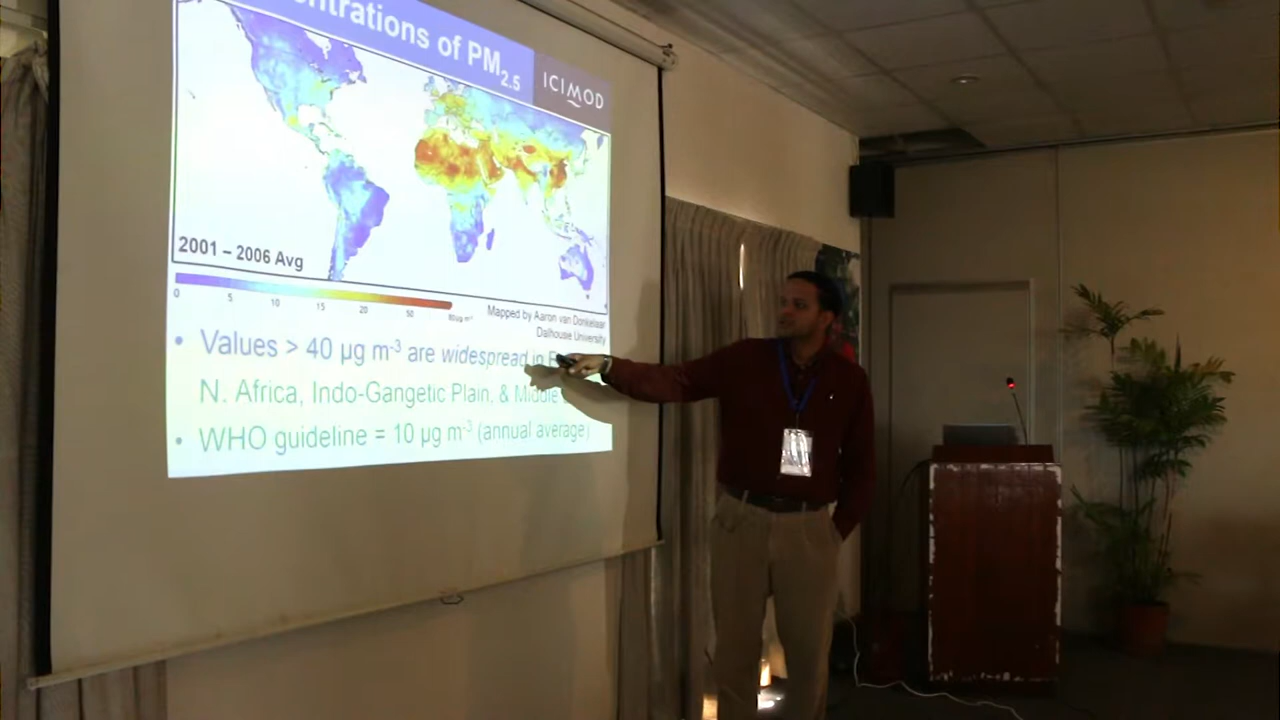 ntrations of PM2.5
ICIMOD
2001 – 2006 Avg
0 5 10 15 20 50 80µg m⁻³
Mapped by Aaron van Donkelaar
Dalhousie University
• Values > 40 µg m⁻³ are widespread in
N. Africa, Indo-Gangetic Plain, & Middle
• WHO guideline = 10 µg m⁻³ (annual average)